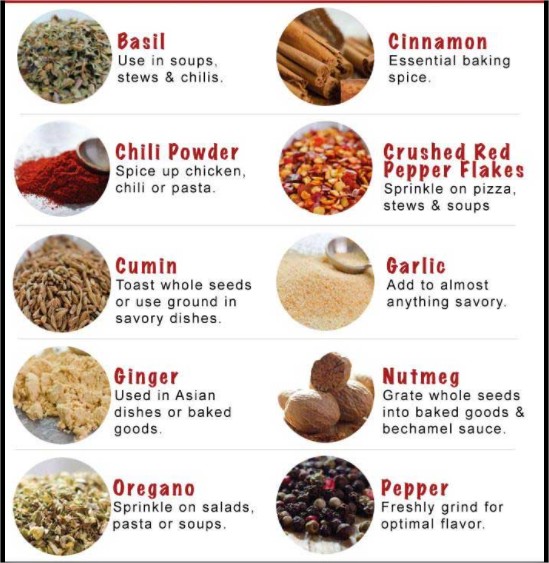 Basil
Use in soups,
stews & chilis.
Cinnamon
Essential baking
spice.
Chili Powder
Spice up chicken,
chili or pasta.
Crushed Red
Pepper Flakes
Sprinkle on pizza,
stews & soups
Cumin
Toast whole seeds
or use ground in
savory dishes.
Garlic
Add to almost
anything savory.
Ginger
Used in Asian
dishes or baked
goods.
Nutmeg
Grate whole seeds
into baked goods &
bechamel sauce.
Oregano
Sprinkle on salads,
pasta or soups.
Pepper
Freshly grind for
optimal flavor.